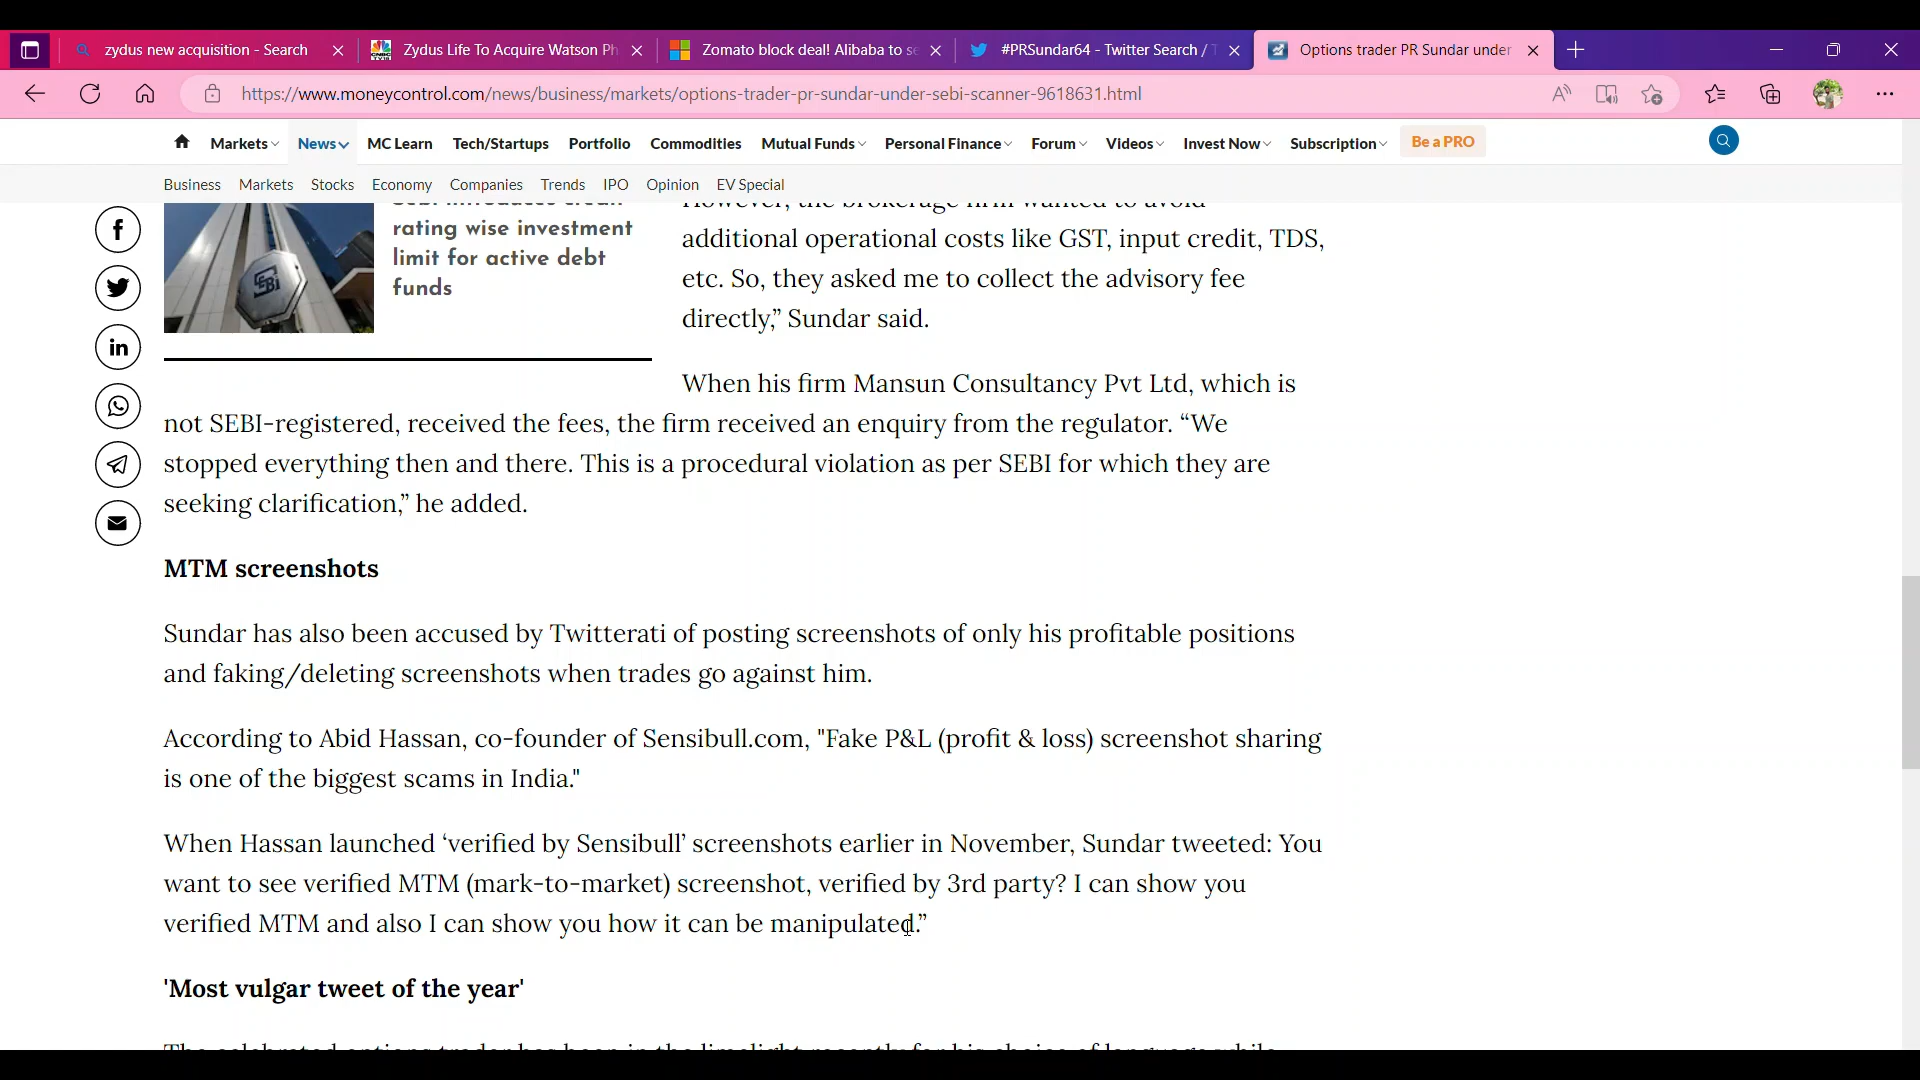 zydus new acquisition - Search
Zydus Life To Acquire Watson Ph
Zomato block deal! Alibaba to se
#PRSundar64 - Twitter Search / T
Options trader PR Sundar under
https://www.moneycontrol.com/news/business/markets/options-trader-pr-sundar-under-sebi-scanner-9618631.html
Markets News MC Learn Tech/Startups Portfolio Commodities Mutual Funds Personal Finance Forum Videos Invest Now Subscription Be a PRO
Business Markets Stocks Economy Companies Trends IPO Opinion EV Special
rating wise investment
limit for active debt
funds
However, the brokerage firm wanted to avoid
additional operational costs like GST, input credit, TDS,
etc. So, they asked me to collect the advisory fee
directly,” Sundar said.
When his firm Mansun Consultancy Pvt Ltd, which is
not SEBI-registered, received the fees, the firm received an enquiry from the regulator. “We
stopped everything then and there. This is a procedural violation as per SEBI for which they are
seeking clarification,” he added.
MTM screenshots
Sundar has also been accused by Twitterati of posting screenshots of only his profitable positions
and faking/deleting screenshots when trades go against him.
According to Abid Hassan, co-founder of Sensibull.com, "Fake P&L (profit & loss) screenshot sharing
is one of the biggest scams in India."
When Hassan launched ‘verified by Sensibull’ screenshots earlier in November, Sundar tweeted: You
want to see verified MTM (mark-to-market) screenshot, verified by 3rd party? I can show you
verified MTM and also I can show you how it can be manipulated.”
'Most vulgar tweet of the year'